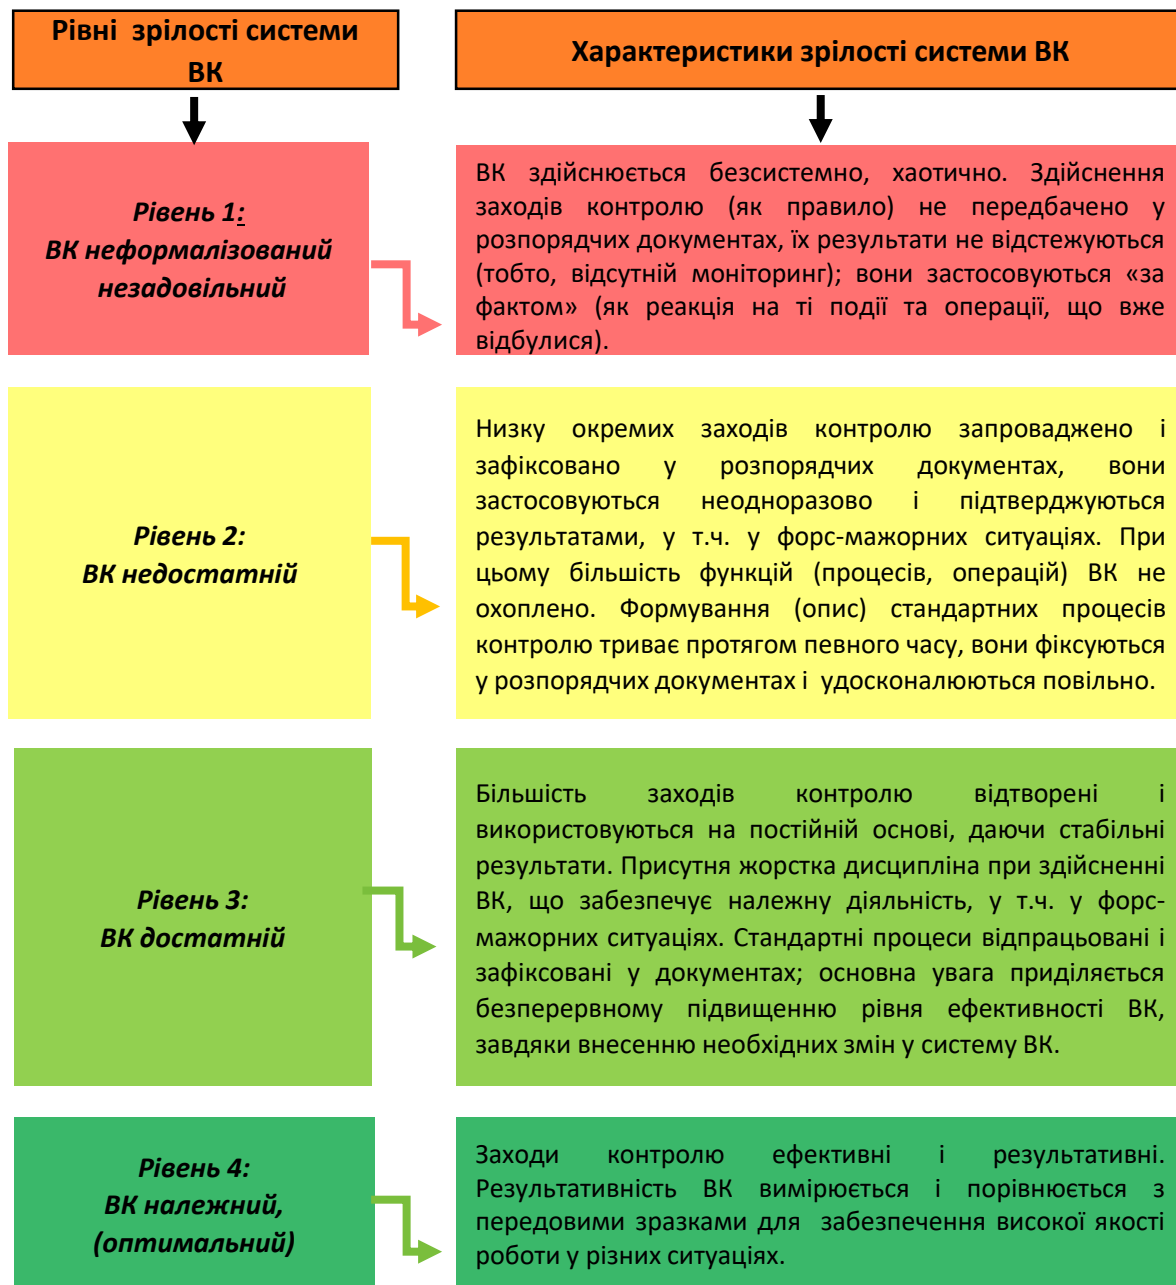 Рівні зрілості системи
ВК
Характеристики зрілості системи ВК
Рівень 1:
ВК неформалізований
незадовільний
ВК здійснюється безсистемно, хаотично. Здійснення
заходів контролю (як правило) не передбачено у
розпорядчих документах, їх результати не відстежуються
(тобто, відсутній моніторинг); вони застосовуються «за
фактом» (як реакція на ті події та операції, що вже
відбулися).
Рівень 2:
ВК недостатній
Низку окремих заходів контролю запроваджено і
зафіксовано у розпорядчих документах, вони
застосовуються неодноразово і підтверджуються
результатами, у т.ч. у форс-мажорних ситуаціях. При
цьому більшість функцій (процесів, операцій) ВК не
охоплено. Формування (опис) стандартних процесів
контролю триває протягом певного часу, вони фіксуються
у розпорядчих документах і удосконалюються повільно.
Рівень 3:
ВК достатній
Більшість заходів контролю відтворені і
використовуються на постійній основі, даючи стабільні
результати. Присутня жорстка дисципліна при здійсненні
ВК, що забезпечує належну діяльність, у т.ч. у форс-
мажорних ситуаціях. Стандартні процеси відпрацьовані і
зафіксовані у документах; основна увага приділяється
безперервному підвищенню рівня ефективності ВК,
завдяки внесенню необхідних змін у систему ВК.
Рівень 4:
ВК належний,
(оптимальний)
Заходи контролю ефективні і результативні.
Результативність ВК вимірюється і порівнюється з
передовими зразками для забезпечення високої якості
роботи у різних ситуаціях.